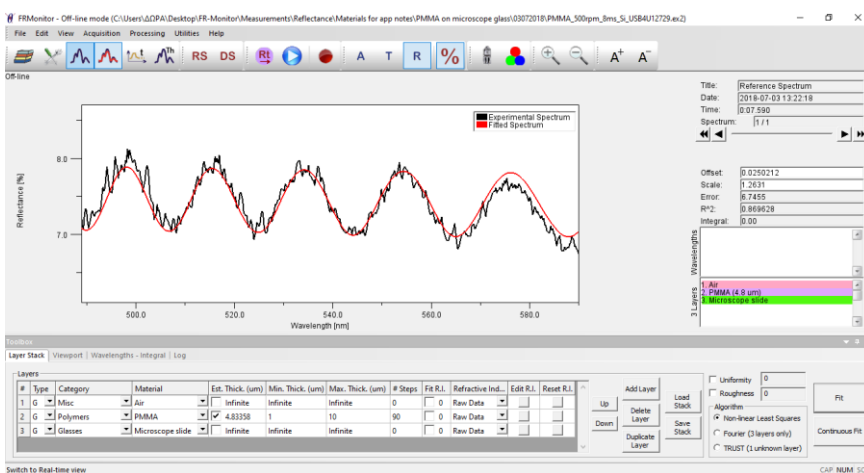 FRMonitor - Off-line mode (C:\Users\ΔΩΡΑ\Desktop\FR-Monitor\Measurements\Reflectance\Materials for app notes\PMMA on microscope glass\03072018\PMMA_500rpm_8ms_Si_USB4U12729.ex2)
File Edit View Acquisition Processing Utilities Help
Th RS DS Rt A T R % A+ A-
Off-line
Title: Reference Spectrum
Date: 2018-07-03 13:22:18
Time: 0:07.590
Spectrum: 1 / 1
Experimental Spectrum
Fitted Spectrum
Reflectance [%]
8.0
7.0
500.0 520.0 540.0 560.0 580.0
Wavelength [nm]
Offset: 0.0250212
Scale: 1.2631
Error: 6.7455
R^2: 0.869628
Integral: 0.00
Wavelengths
3 Layers
1. Air
2. PMMA (4.8 um)
3. Microscope slide
Toolbox
Layer Stack Viewport Wavelengths - Integral Log
Layers
# Type Category Material Est. Thick. (um) Min. Thick. (um) Max. Thick. (um) # Steps Fit R.I. Refractive Ind... Edit R.I. Reset R.I.
1 G Misc Air Infinite Infinite Infinite 0 0 Raw Data
2 G Polymers PMMA 4.83358 1 10 90 0 Raw Data
3 G Glasses Microscope slide Infinite Infinite Infinite 0 0 Raw Data
Up
Down
Add Layer
Delete Layer
Duplicate Layer
Load Stack
Save Stack
Uniformity 0
Roughness 0
Algorithm
Non-linear Least Squares
Fourier (3 layers only)
TRUST (1 unknown layer)
Fit
Continuous Fit
Switch to Real-time view
CAP NUM SC